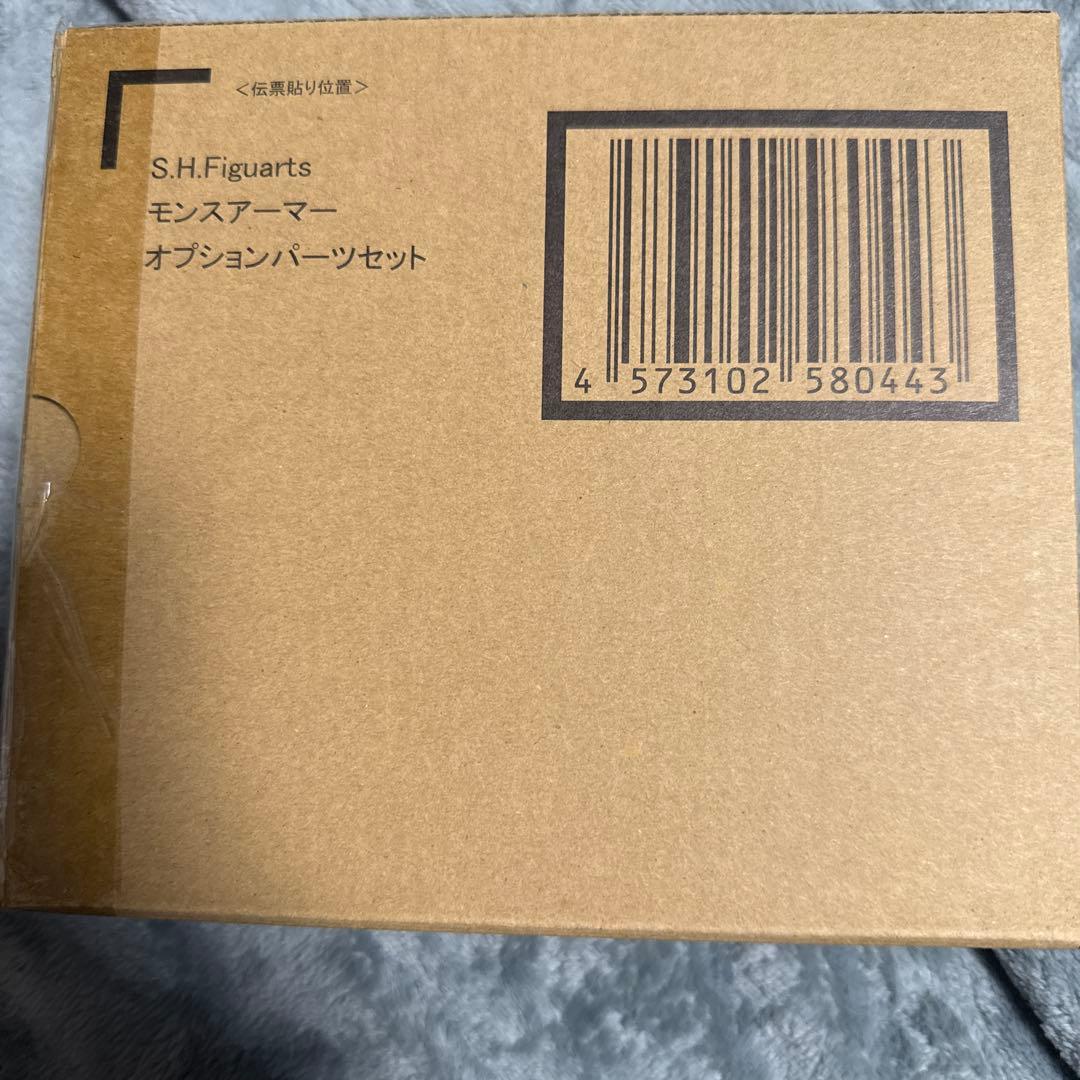 ＜伝票貼り位置＞
S.H.Figuarts
モンスアーマー
オプションパーツセット
4 573102 580443